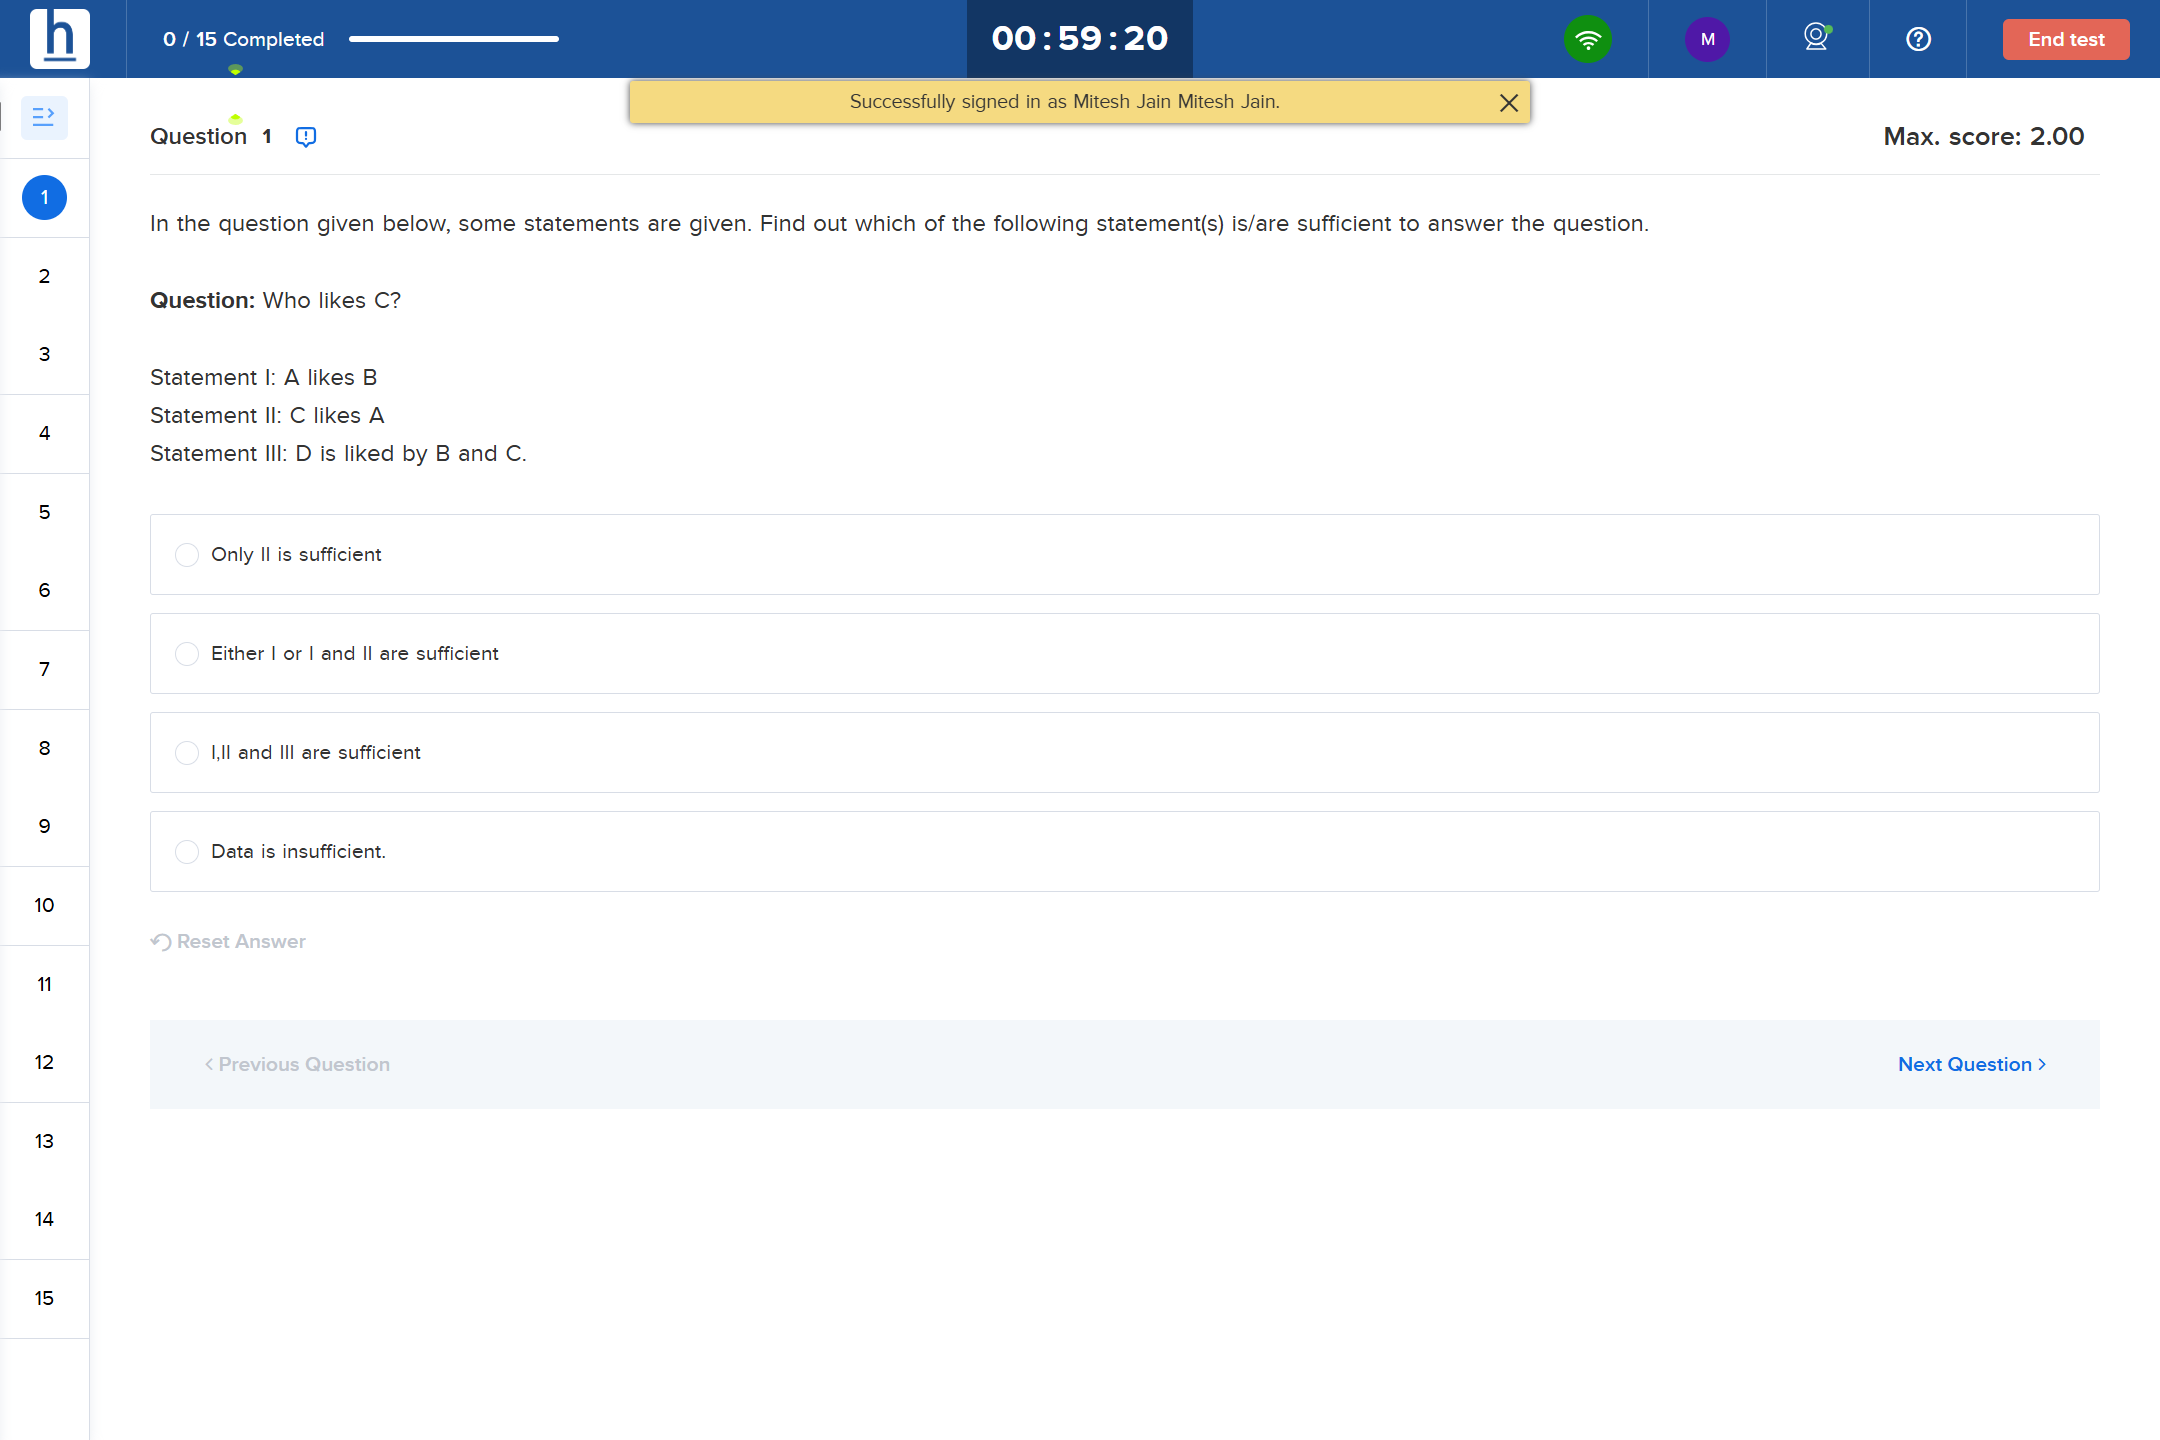 h
0 / 15 Completed
00 : 59 : 20
M
End test
Successfully signed in as Mitesh Jain Mitesh Jain.
Question 1
Max. score: 2.00
In the question given below, some statements are given. Find out which of the following statement(s) is/are sufficient to answer the question.
Question: Who likes C?
Statement I: A likes B
Statement II: C likes A
Statement III: D is liked by B and C.
Only II is sufficient
Either I or I and II are sufficient
I,II and III are sufficient
Data is insufficient.
Reset Answer
Previous Question
Next Question
1
2
3
4
5
6
7
8
9
10
11
12
13
14
15